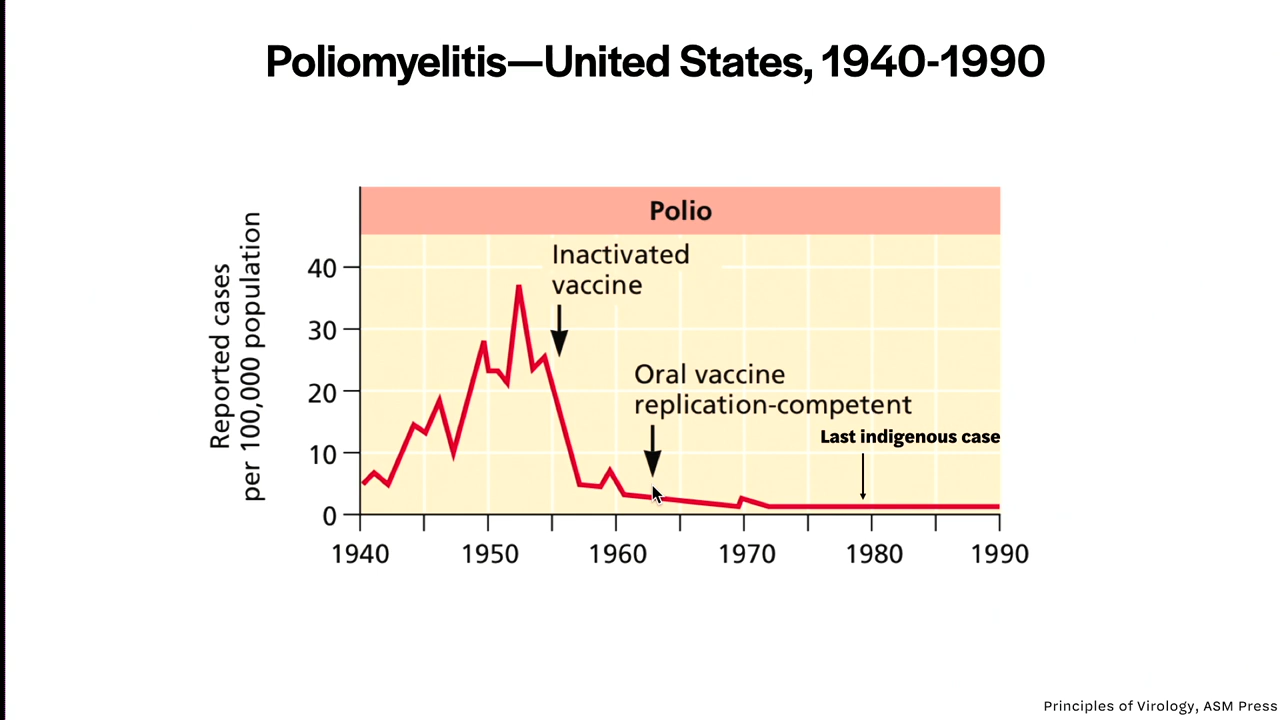 Poliomyelitis—United States, 1940-1990
Polio
Reported cases
per 100,000 population
40
30
20
10
0
Inactivated
vaccine
Oral vaccine
replication-competent
Last indigenous case
1940 1950 1960 1970 1980 1990
Principles of Virology, ASM Press